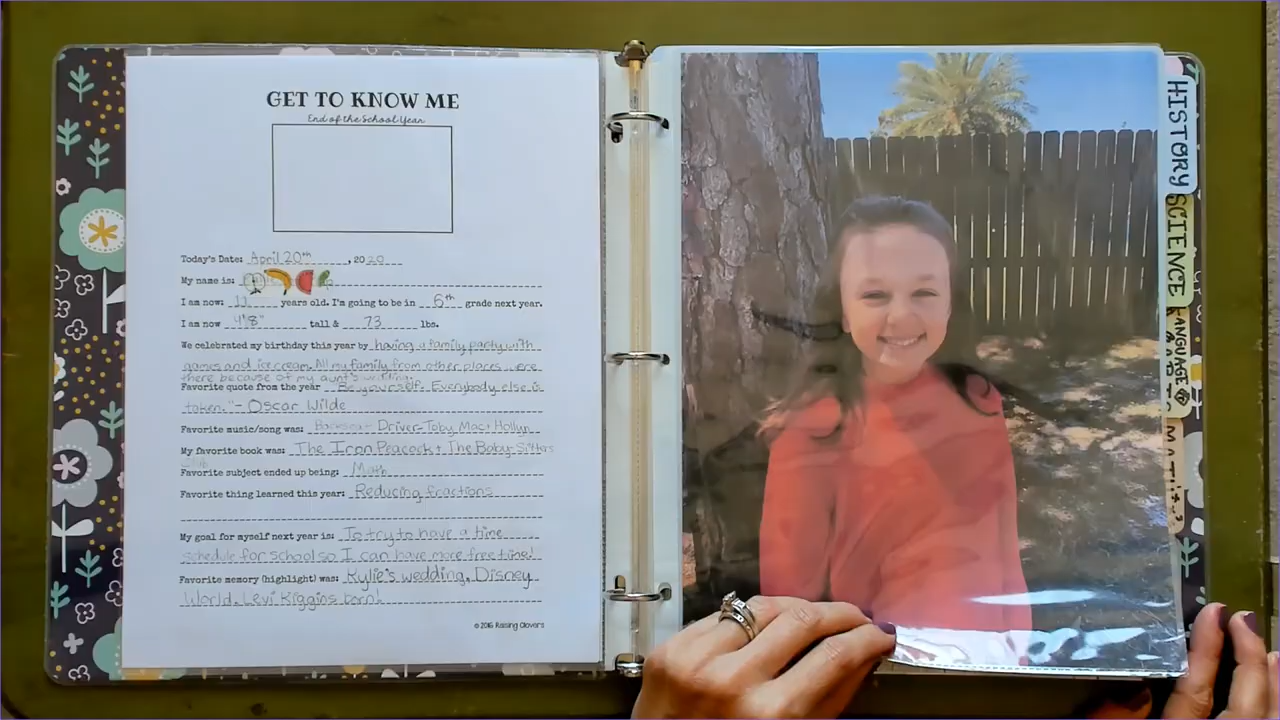 GET TO KNOW ME
End of the School Year
Today's Date: April 20th, 2020
My name is:
I am now: 11 years old. I'm going to be in 6th grade next year.
I am now 4'8" tall & 73 lbs.
We celebrated my birthday this year by having a family party with
games and ice cream. All my family from other places were
there because of my aunt's wedding.
Favorite quote from the year "Be yourself. Everybody else is
taken." - Oscar Wilde
Favorite music/song was: Backseat Driver-Toby Mac + Hollyn
My favorite book was: The Iron Peacock + The Baby-Sitters
Club
Favorite subject ended up being: Math
Favorite thing learned this year: Reducing fractions
My goal for myself next year is: To try to have a time
schedule for school so I can have more free time!
Favorite memory (highlight) was: Kylie's wedding, Disney
World, Levi Kiggins born!
© 2016 Raising Clovers
HISTORY
SCIENCE
LANGUAGE
MATH